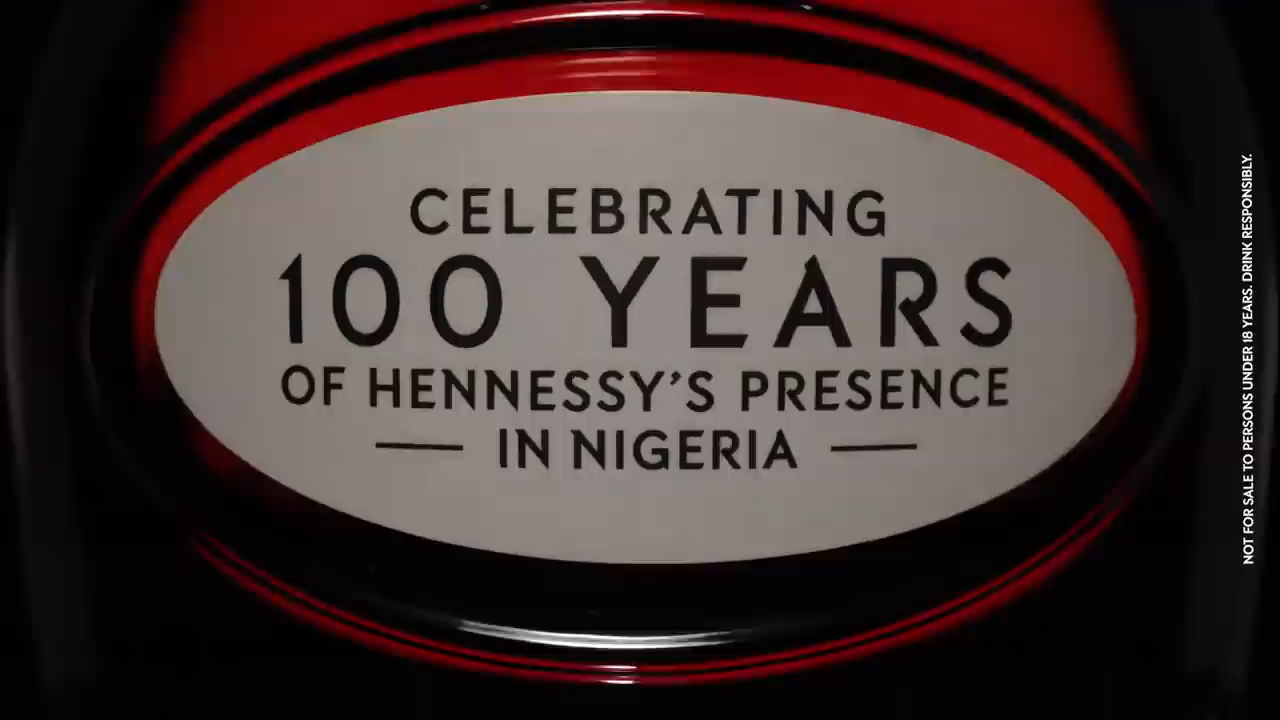 CELEBRATING
100 YEARS
OF HENNESSY'S PRESENCE
IN NIGERIA
NOT FOR SALE TO PERSONS UNDER 18 YEARS. DRINK RESPONSIBLY.